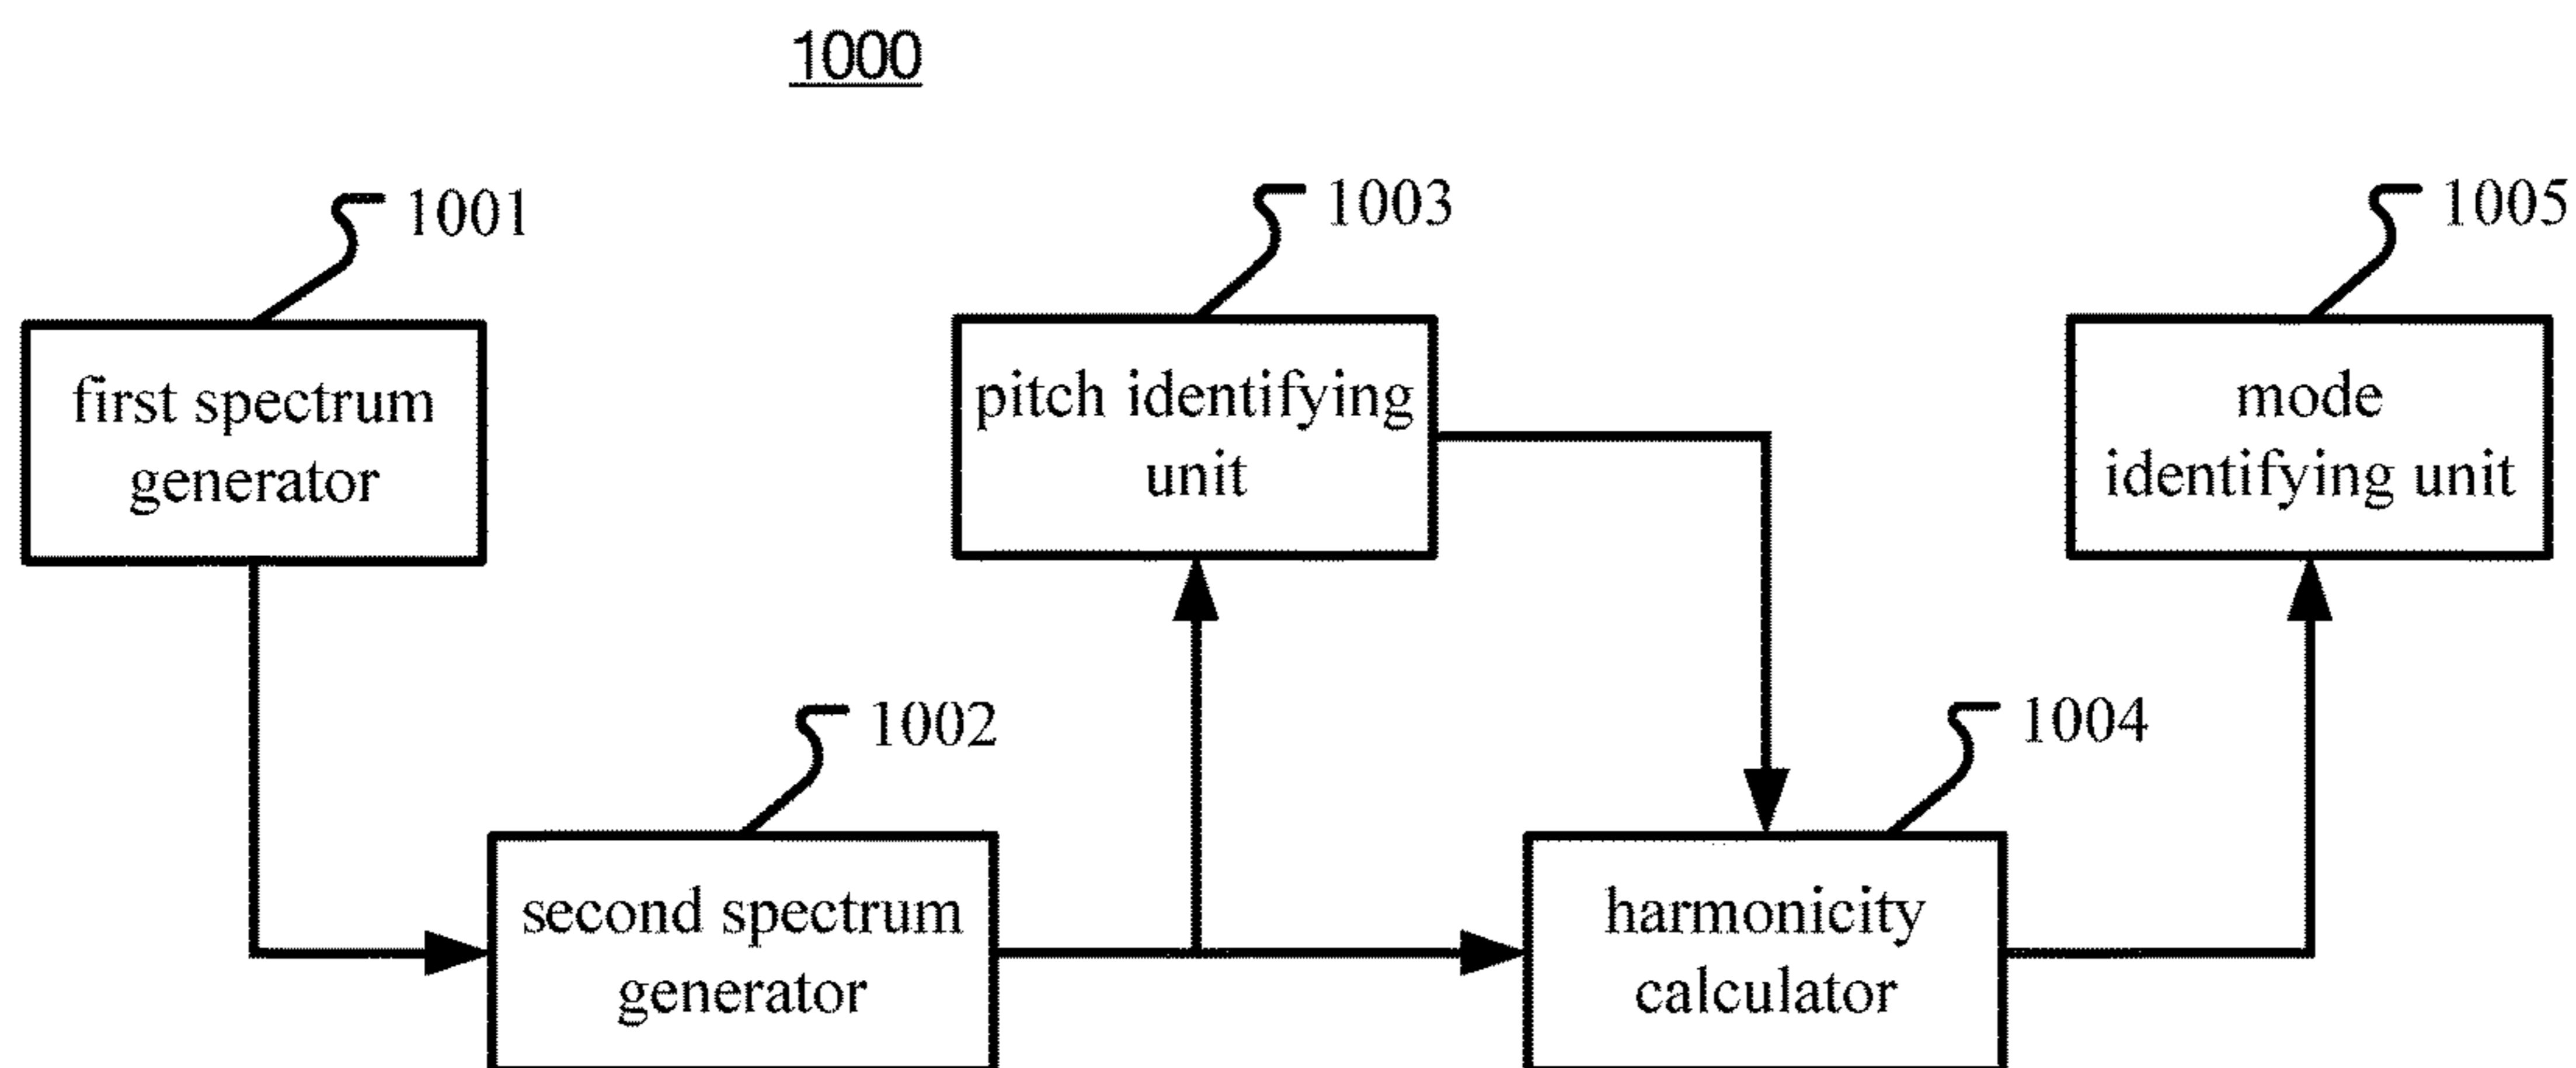 1000
1001
1003
1005
first spectrum
generator
pitch identifying
unit
mode
identifying unit
1002
1004
second spectrum
generator
harmonicity
calculator